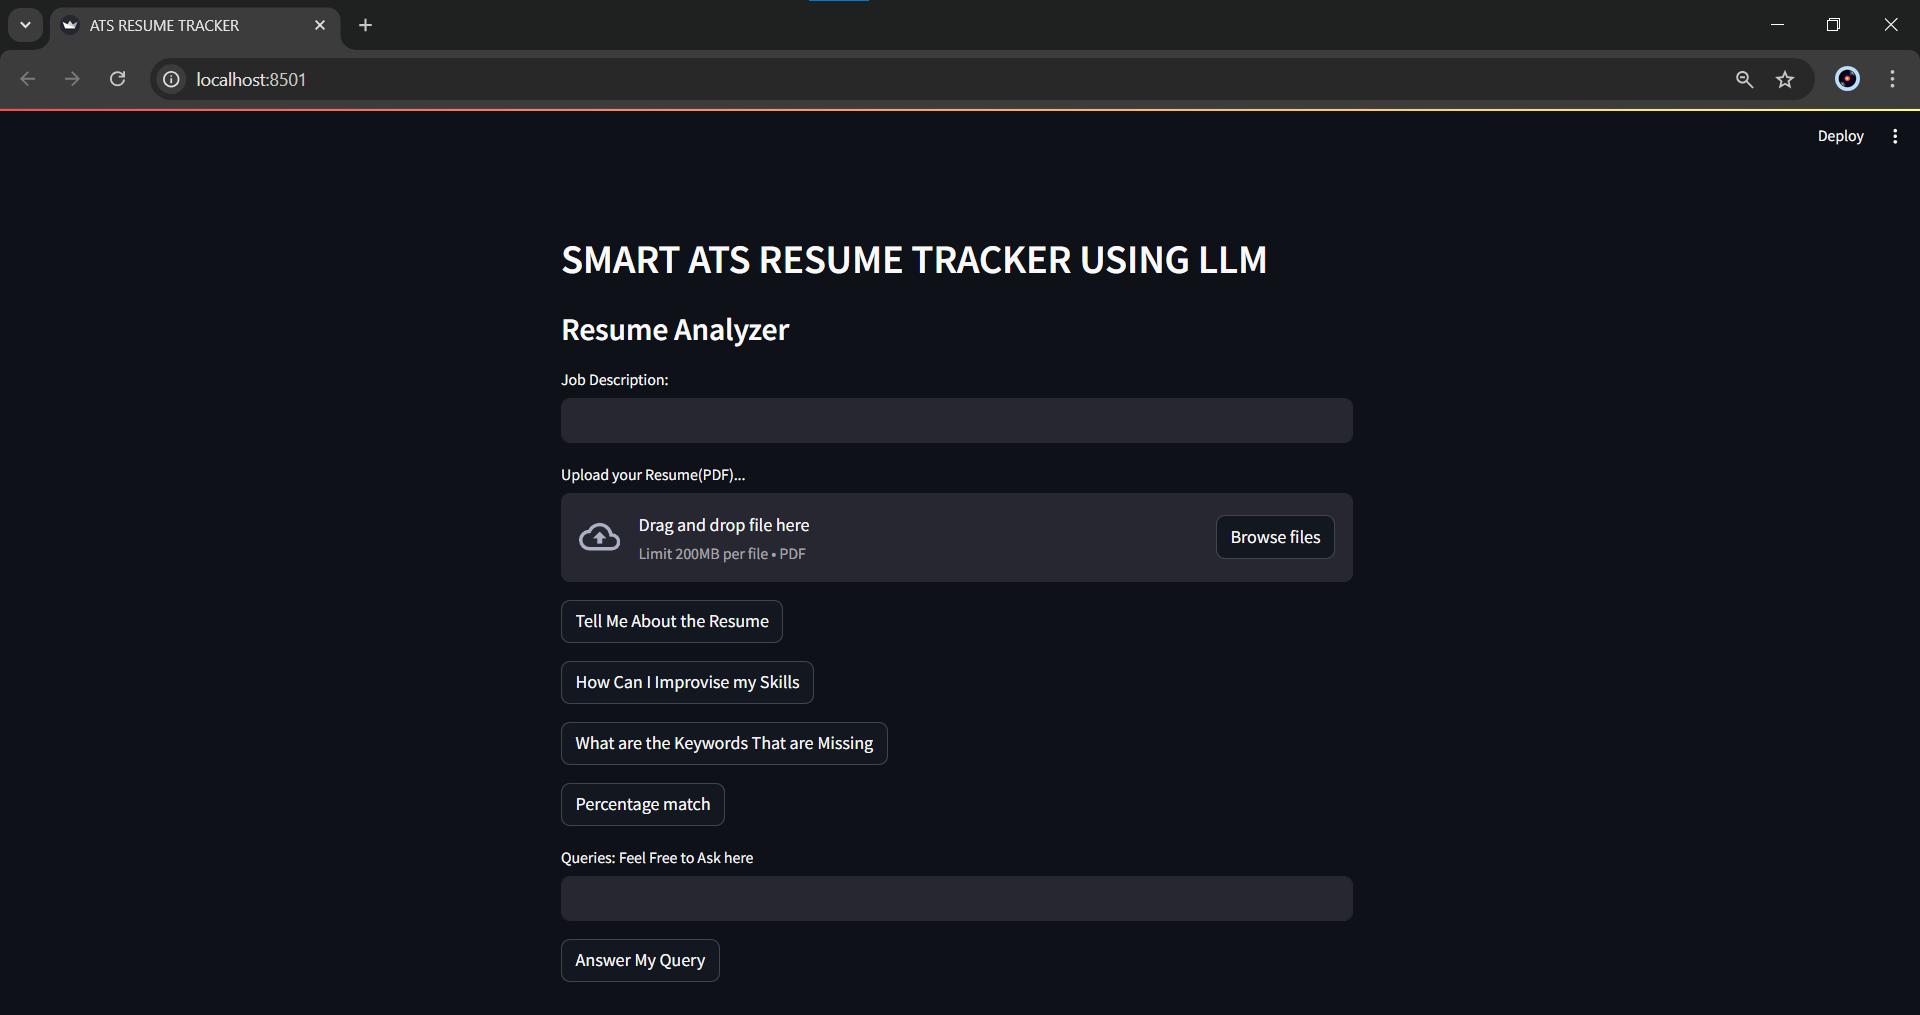 ATS RESUME TRACKER
localhost:8501
Deploy
SMART ATS RESUME TRACKER USING LLM
Resume Analyzer
Job Description:
Upload your Resume(PDF)...
Drag and drop file here
Limit 200MB per file • PDF
Browse files
Tell Me About the Resume
How Can I Improvise my Skills
What are the Keywords That are Missing
Percentage match
Queries: Feel Free to Ask here
Answer My Query